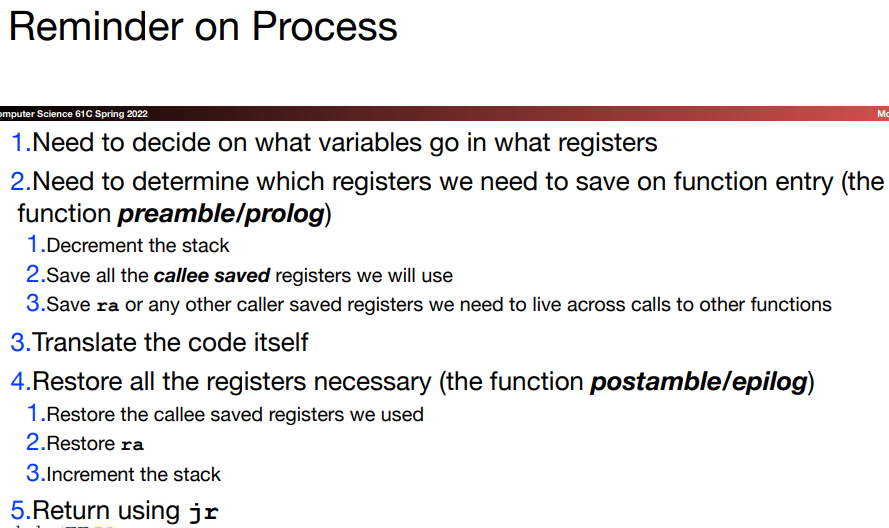 Reminder on Process
omputer Science 61C Spring 2022
Mo
1.Need to decide on what variables go in what registers
2.Need to determine which registers we need to save on function entry (the
function preamble/prolog)
1.Decrement the stack
2.Save all the callee saved registers we will use
3.Save ra or any other caller saved registers we need to live across calls to other functions
3.Translate the code itself
4.Restore all the registers necessary (the function postamble/epilog)
1.Restore the callee saved registers we used
2.Restore ra
3.Increment the stack
5.Return using jr